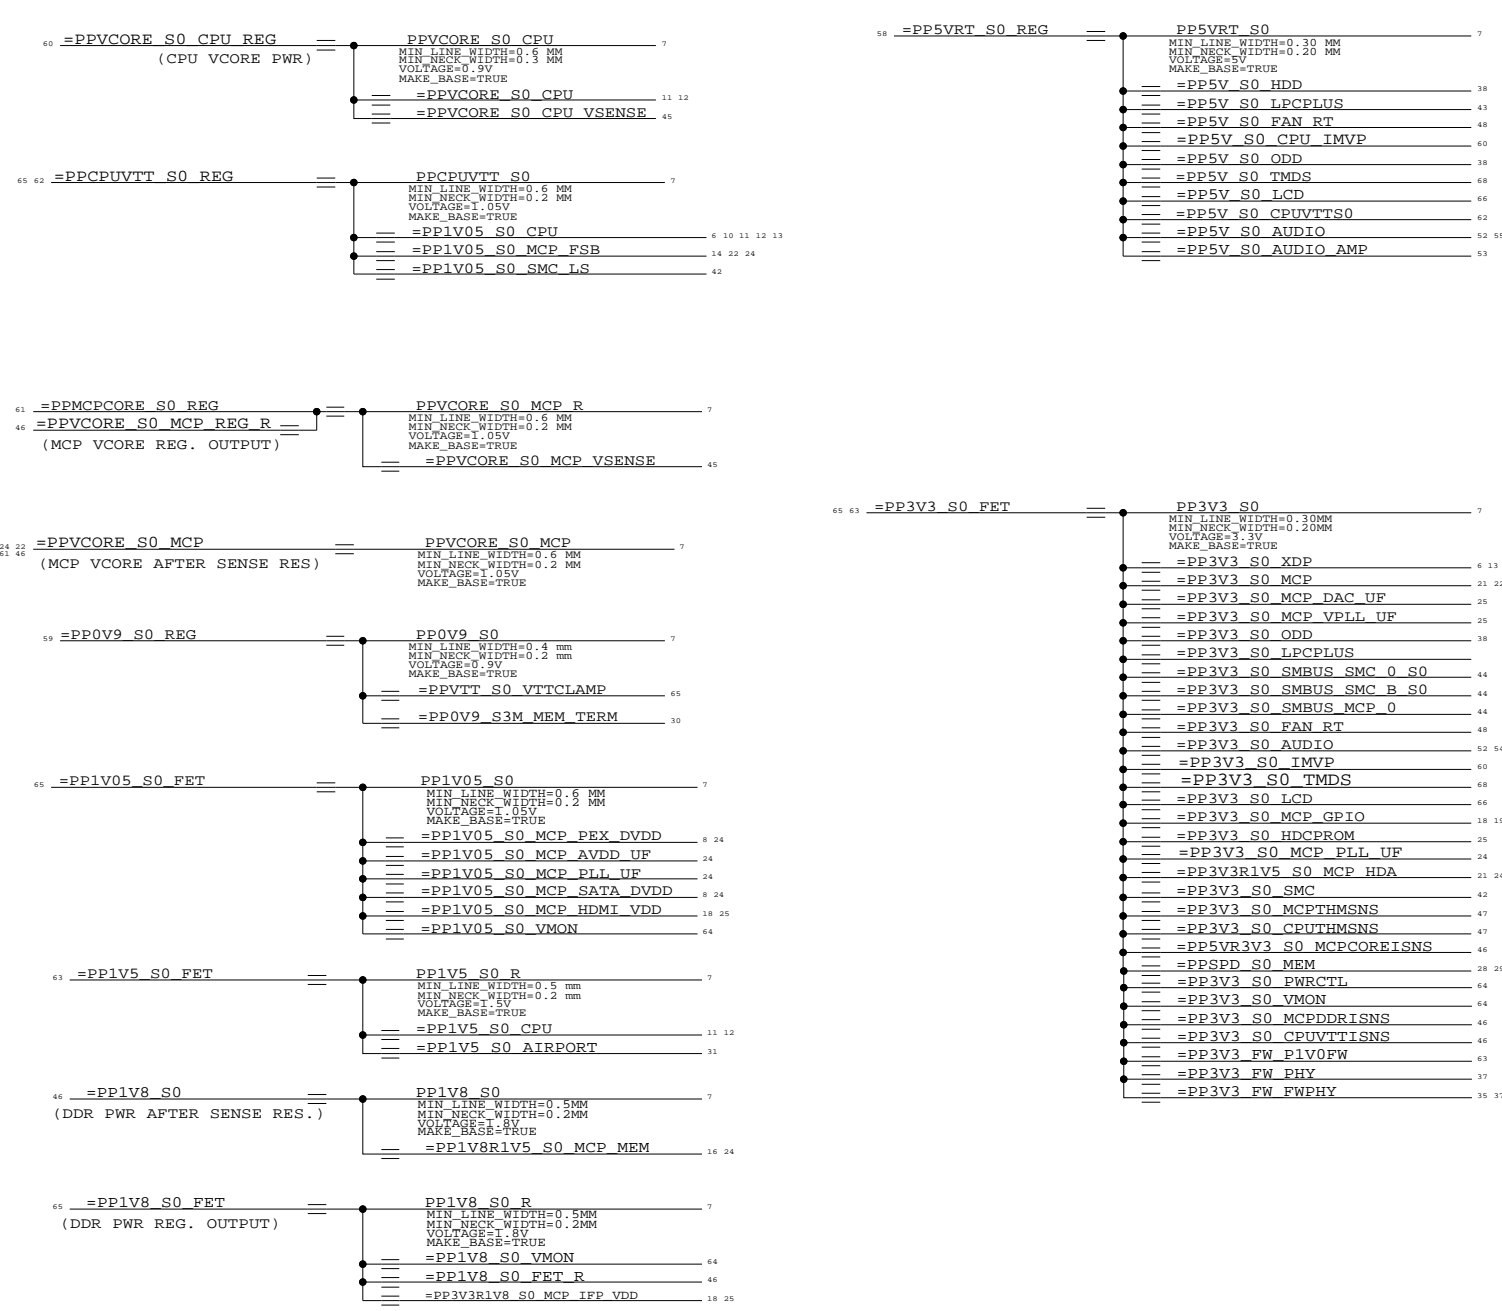 60 =PPVCORE_S0_CPU_REG PPVCORE_S0_CPU 7
(CPU VCORE PWR)
MIN_LINE_WIDTH=0.6 MM
MIN_NECK_WIDTH=0.3 MM
VOLTAGE=0.9V
MAKE_BASE=TRUE
=PPVCORE_S0_CPU 11 12
=PPVCORE_S0_CPU_VSENSE 45
65 62 =PPCPUVTT_S0_REG PPCPUVTT_S0 7
MIN_LINE_WIDTH=0.6 MM
MIN_NECK_WIDTH=0.2 MM
VOLTAGE=1.05V
MAKE_BASE=TRUE
=PP1V05_S0_CPU 6 10 11 12 13
=PP1V05_S0_MCP_FSB 14 22 24
=PP1V05_S0_SMC_LS 42
61 =PPMCPCORE_S0_REG PPVCORE_S0_MCP_R 7
46 =PPVCORE_S0_MCP_REG_R
(MCP VCORE REG. OUTPUT)
MIN_LINE_WIDTH=0.6 MM
MIN_NECK_WIDTH=0.2 MM
VOLTAGE=1.05V
MAKE_BASE=TRUE
=PPVCORE_S0_MCP_VSENSE 45
24 22 =PPVCORE_S0_MCP PPVCORE_S0_MCP 7
61 46
(MCP VCORE AFTER SENSE RES)
MIN_LINE_WIDTH=0.6 MM
MIN_NECK_WIDTH=0.2 MM
VOLTAGE=1.05V
MAKE_BASE=TRUE
59 =PP0V9_S0_REG PP0V9_S0 7
MIN_LINE_WIDTH=0.4 mm
MIN_NECK_WIDTH=0.2 mm
VOLTAGE=0.9V
MAKE_BASE=TRUE
=PPVTT_S0_VTTCLAMP 65
=PP0V9_S3M_MEM_TERM 30
65 =PP1V05_S0_FET PP1V05_S0 7
MIN_LINE_WIDTH=0.6 MM
MIN_NECK_WIDTH=0.2 MM
VOLTAGE=1.05V
MAKE_BASE=TRUE
=PP1V05_S0_MCP_PEX_DVDD 8 24
=PP1V05_S0_MCP_AVDD_UF 24
=PP1V05_S0_MCP_PLL_UF 24
=PP1V05_S0_MCP_SATA_DVDD 8 24
=PP1V05_S0_MCP_HDMI_VDD 18 25
=PP1V05_S0_VMON 64
63 =PP1V5_S0_FET PP1V5_S0_R 7
MIN_LINE_WIDTH=0.5 mm
MIN_NECK_WIDTH=0.2 mm
VOLTAGE=1.5V
MAKE_BASE=TRUE
=PP1V5_S0_CPU 11 12
=PP1V5_S0_AIRPORT 31
46 =PP1V8_S0 PP1V8_S0 7
(DDR PWR AFTER SENSE RES.)
MIN_LINE_WIDTH=0.5MM
MIN_NECK_WIDTH=0.2MM
VOLTAGE=1.8V
MAKE_BASE=TRUE
=PP1V8R1V5_S0_MCP_MEM 16 24
65 =PP1V8_S0_FET PP1V8_S0_R 7
(DDR PWR REG. OUTPUT)
MIN_LINE_WIDTH=0.5MM
MIN_NECK_WIDTH=0.2MM
VOLTAGE=1.8V
MAKE_BASE=TRUE
=PP1V8_S0_VMON 64
=PP1V8_S0_FET_R 46
=PP3V3R1V8_S0_MCP_IFP_VDD 18 25
58 =PP5VRT_S0_REG PP5VRT_S0 7
MIN_LINE_WIDTH=0.30 MM
MIN_NECK_WIDTH=0.20 MM
VOLTAGE=5V
MAKE_BASE=TRUE
=PP5V_S0_HDD 38
=PP5V_S0_LPCPLUS 43
=PP5V_S0_FAN_RT 48
=PP5V_S0_CPU_IMVP 60
=PP5V_S0_ODD 38
=PP5V_S0_TMDS 68
=PP5V_S0_LCD 66
=PP5V_S0_CPUVTTS0 62
=PP5V_S0_AUDIO 52 55
=PP5V_S0_AUDIO_AMP 53
65 63 =PP3V3_S0_FET PP3V3_S0 7
MIN_LINE_WIDTH=0.30MM
MIN_NECK_WIDTH=0.20MM
VOLTAGE=3.3V
MAKE_BASE=TRUE
=PP3V3_S0_XDP 6 13
=PP3V3_S0_MCP 21 22
=PP3V3_S0_MCP_DAC_UF 25
=PP3V3_S0_MCP_VPLL_UF 25
=PP3V3_S0_ODD 38
=PP3V3_S0_LPCPLUS
=PP3V3_S0_SMBUS_SMC_0_S0 44
=PP3V3_S0_SMBUS_SMC_B_S0 44
=PP3V3_S0_SMBUS_MCP_0 44
=PP3V3_S0_FAN_RT 48
=PP3V3_S0_AUDIO 52 54
=PP3V3_S0_IMVP 60
=PP3V3_S0_TMDS 68
=PP3V3_S0_LCD 66
=PP3V3_S0_MCP_GPIO 18 19
=PP3V3_S0_HDCPROM 25
=PP3V3_S0_MCP_PLL_UF 24
=PP3V3R1V5_S0_MCP_HDA 21 24
=PP3V3_S0_SMC 42
=PP3V3_S0_MCPTHMSNS 47
=PP3V3_S0_CPUTHMSNS 47
=PP5VR3V3_S0_MCPCOREISNS 46
=PPSPD_S0_MEM 28 29
=PP3V3_S0_PWRCTL 64
=PP3V3_S0_VMON 64
=PP3V3_S0_MCPDDRISNS 46
=PP3V3_S0_CPUVTTISNS 46
=PP3V3_FW_P1V0FW 63
=PP3V3_FW_PHY 37
=PP3V3_FW_FWPHY 35 37